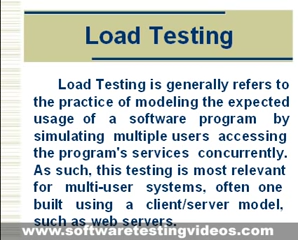 Load Testing
Load Testing is generally refers to
the practice of modeling the expected
usage of a software program by
simulating multiple users accessing
the program's services concurrently.
As such, this testing is most relevant
for multi-user systems, often one
built using a client/server model,
such as web servers.
www.softwaretestingvideos.com